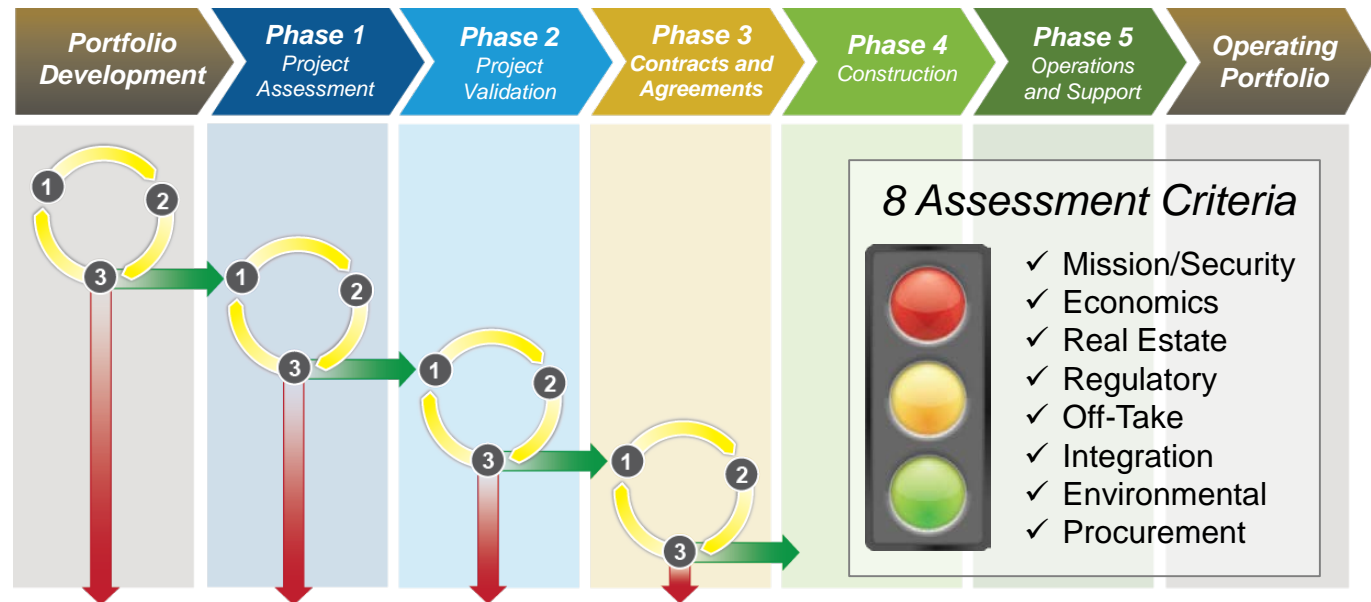 Portfolio
Development
Phase 1
Project
Assessment
Phase 2
Project
Validation
Phase 3
Contracts and
Agreements
Phase 4
Construction
Phase 5
Operations
and Support
Operating
Portfolio
1
2
3
1
2
3
1
2
3
1
2
3
8 Assessment Criteria
✓ Mission/Security
✓ Economics
✓ Real Estate
✓ Regulatory
✓ Off-Take
✓ Integration
✓ Environmental
✓ Procurement